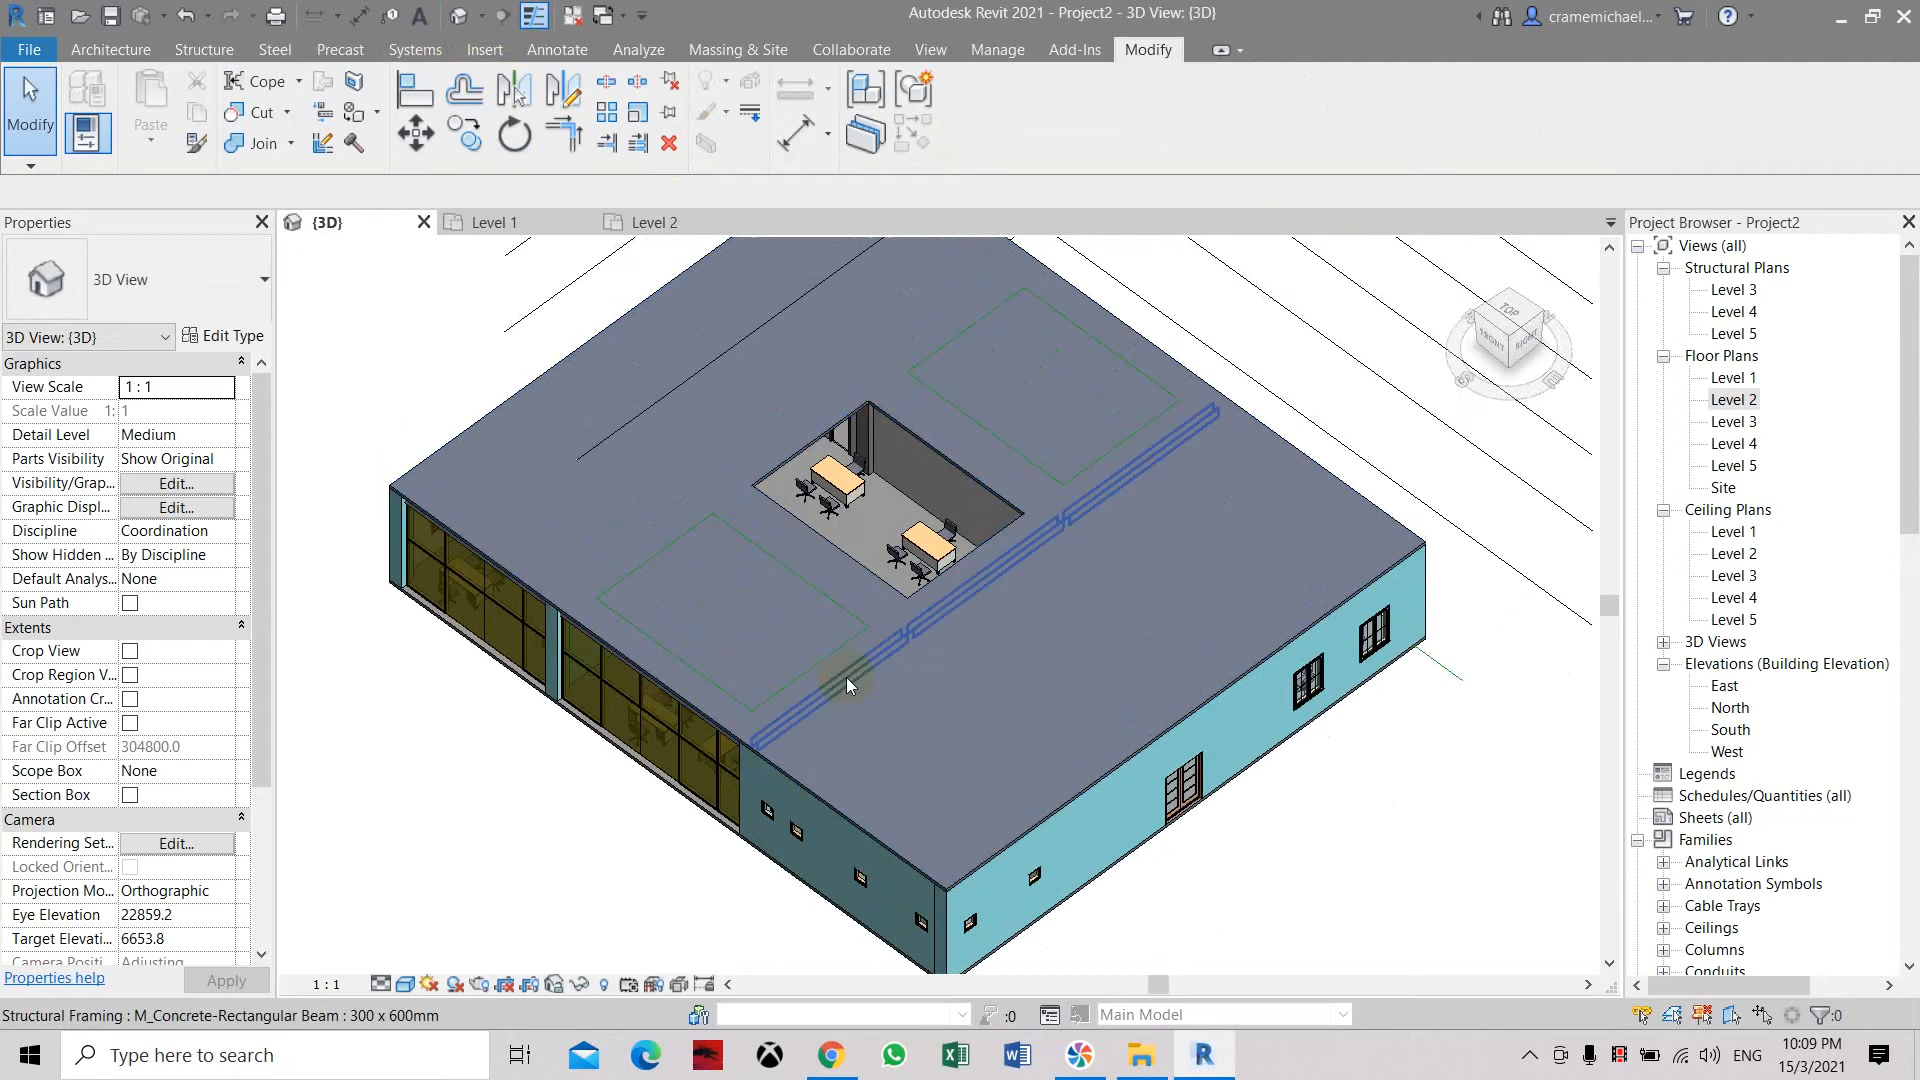 Autodesk Revit 2021 - Project2 - 3D View: {3D}
cramemichael...
File Architecture Structure Steel Precast Systems Insert Annotate Analyze Massing & Site Collaborate View Manage Add-Ins Modify
Modify
Paste
Cope
Cut
Join
Properties
3D View
3D View: {3D}
Edit Type
Graphics
View Scale 1 : 1
Scale Value 1: 1
Detail Level Medium
Parts Visibility Show Original
Visibility/Grap... Edit...
Graphic Displ... Edit...
Discipline Coordination
Show Hidden ... By Discipline
Default Analys... None
Sun Path
Extents
Crop View
Crop Region V...
Annotation Cr...
Far Clip Active
Far Clip Offset 304800.0
Scope Box None
Section Box
Camera
Rendering Set... Edit...
Locked Orient...
Projection Mo... Orthographic
Eye Elevation 22859.2
Target Elevati... 6653.8
Camera Positi... Adjusting
Properties help
Apply
{3D} Level 1 Level 2
TOP
FRONT RIGHT
1 : 1
Project Browser - Project2
Views (all)
Structural Plans
Level 3
Level 4
Level 5
Floor Plans
Level 1
Level 2
Level 3
Level 4
Level 5
Site
Ceiling Plans
Level 1
Level 2
Level 3
Level 4
Level 5
3D Views
Elevations (Building Elevation)
East
North
South
West
Legends
Schedules/Quantities (all)
Sheets (all)
Families
Analytical Links
Annotation Symbols
Cable Trays
Ceilings
Columns
Conduits
Structural Framing : M_Concrete-Rectangular Beam : 300 x 600mm
:0
Main Model
:0
Type here to search
ENG
10:09 PM
15/3/2021